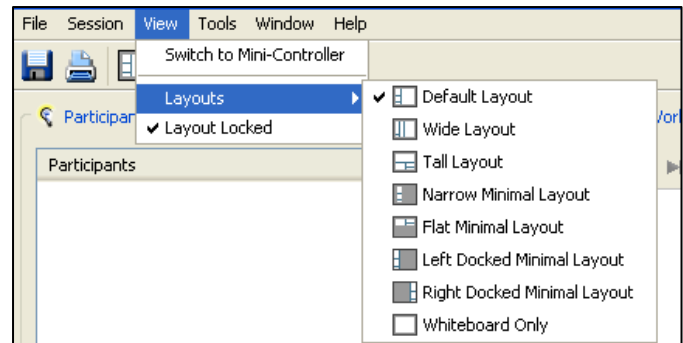 File Session View Tools Window Help
Switch to Mini-Controller
Layouts
Default Layout
Participar
Layout Locked
Wide Layout
Participants
Tall Layout
Narrow Minimal Layout
Flat Minimal Layout
Left Docked Minimal Layout
Right Docked Minimal Layout
Whiteboard Only